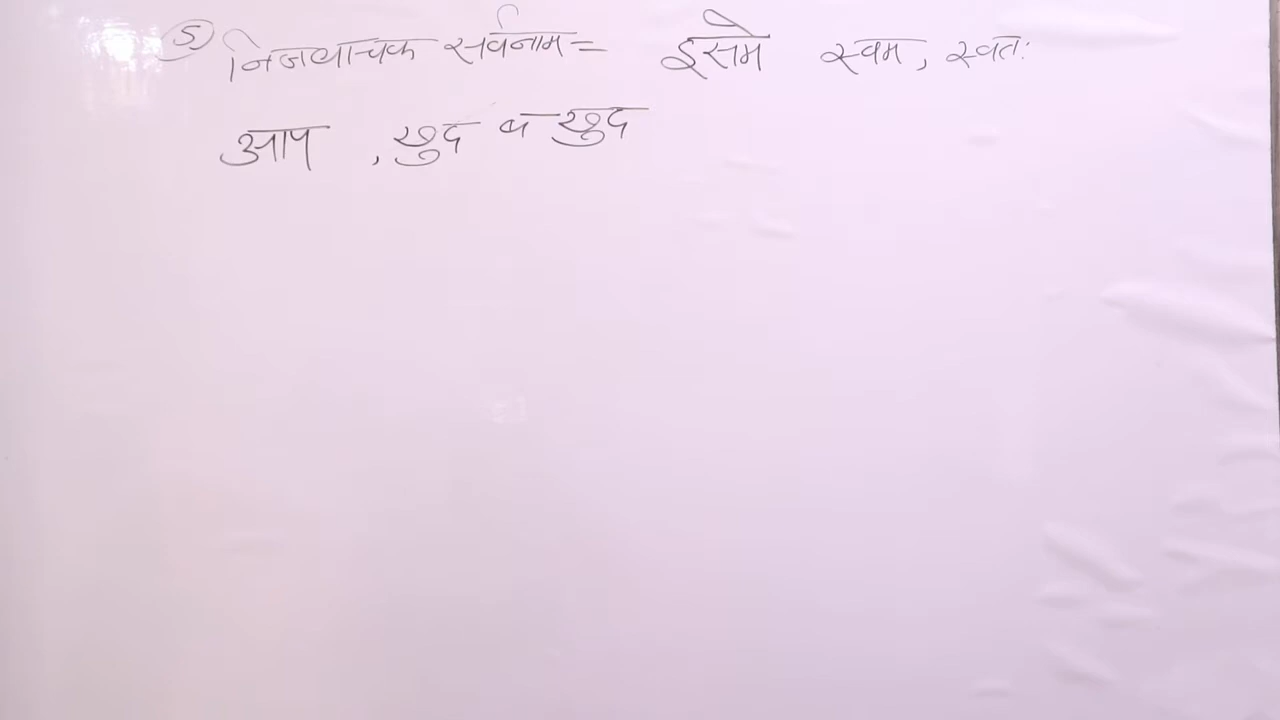 5 निजवाचक सर्वनाम = इसमे स्वम, स्वतः
आप , खुद ब खुद